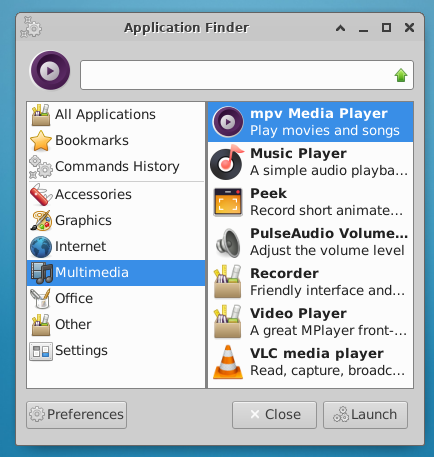 Application Finder
All Applications
Bookmarks
Commands History
Accessories
Graphics
Internet
Multimedia
Office
Other
Settings
mpv Media Player
Play movies and songs
Music Player
A simple audio playba...
Peek
Record short animate...
PulseAudio Volume...
Adjust the volume level
Recorder
Friendly interface and...
Video Player
A great MPlayer front-...
VLC media player
Read, capture, broadc...
Preferences
Close
Launch